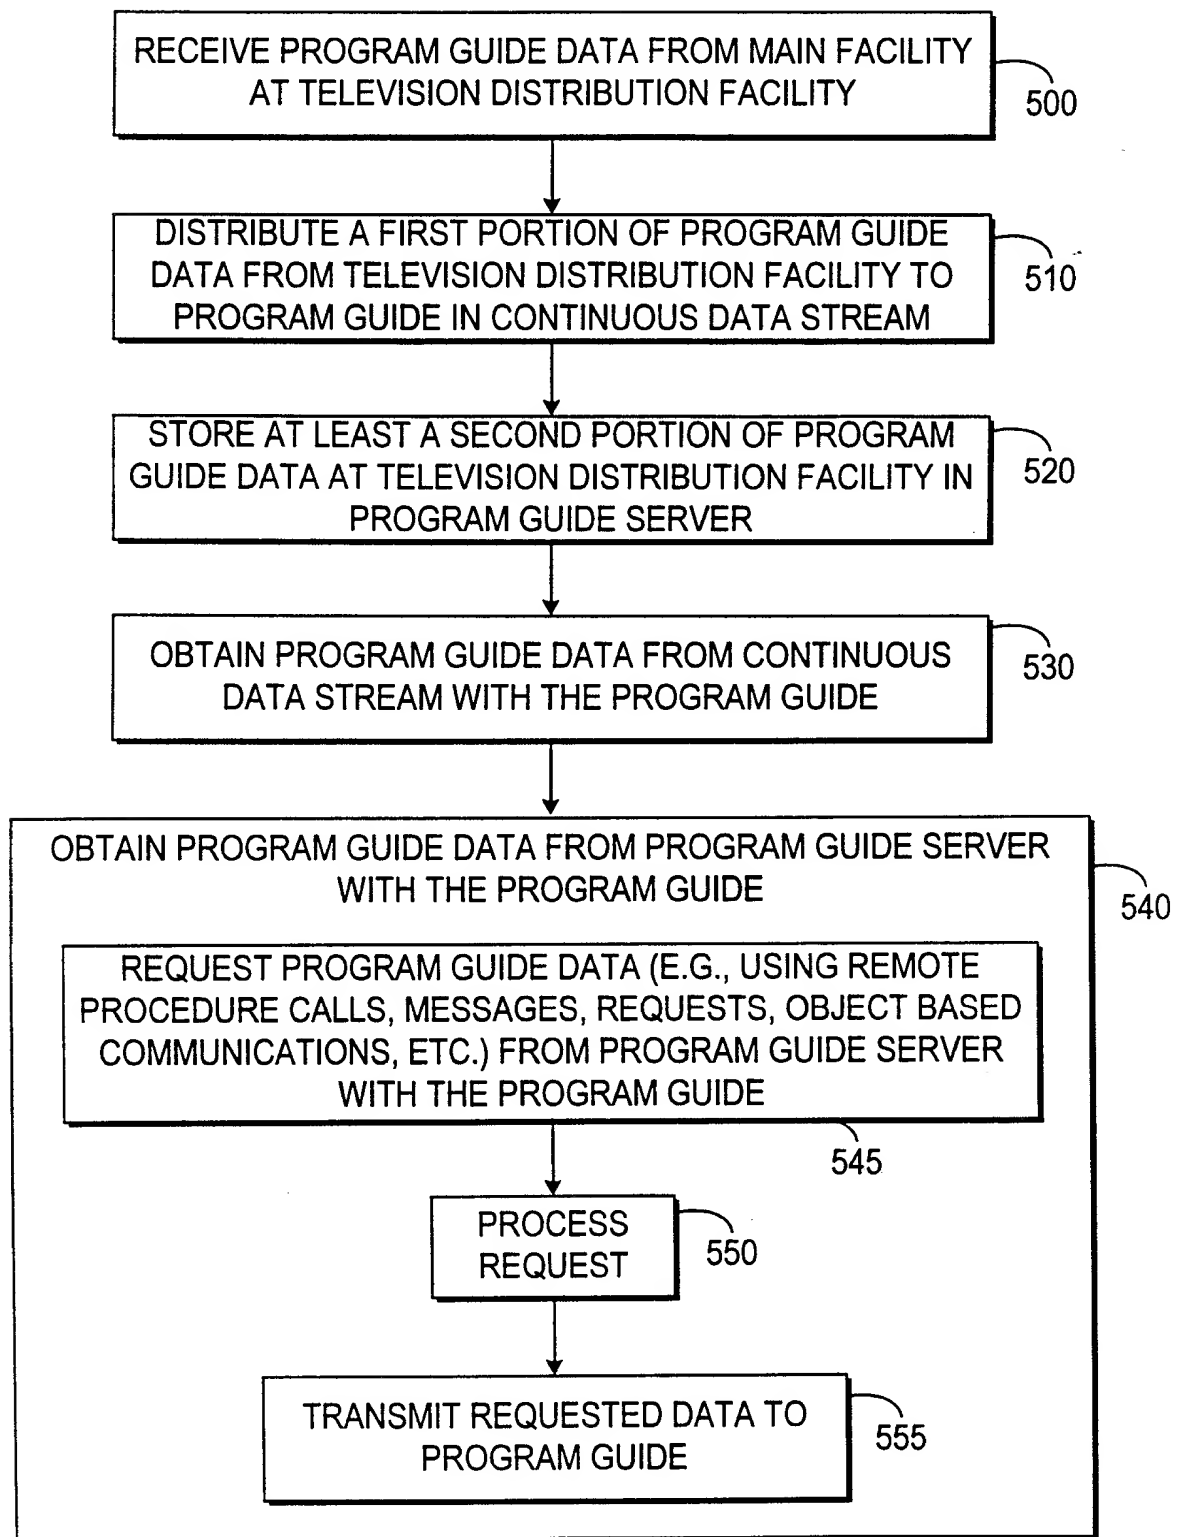 RECEIVE PROGRAM GUIDE DATA FROM MAIN FACILITY
AT TELEVISION DISTRIBUTION FACILITY
500
DISTRIBUTE A FIRST PORTION OF PROGRAM GUIDE
DATA FROM TELEVISION DISTRIBUTION FACILITY TO
PROGRAM GUIDE IN CONTINUOUS DATA STREAM
510
STORE AT LEAST A SECOND PORTION OF PROGRAM
GUIDE DATA AT TELEVISION DISTRIBUTION FACILITY IN
PROGRAM GUIDE SERVER
520
OBTAIN PROGRAM GUIDE DATA FROM CONTINUOUS
DATA STREAM WITH THE PROGRAM GUIDE
530
OBTAIN PROGRAM GUIDE DATA FROM PROGRAM GUIDE SERVER
WITH THE PROGRAM GUIDE
540
REQUEST PROGRAM GUIDE DATA (E.G., USING REMOTE
PROCEDURE CALLS, MESSAGES, REQUESTS, OBJECT BASED
COMMUNICATIONS, ETC.) FROM PROGRAM GUIDE SERVER
WITH THE PROGRAM GUIDE
545
PROCESS
REQUEST
550
TRANSMIT REQUESTED DATA TO
PROGRAM GUIDE
555